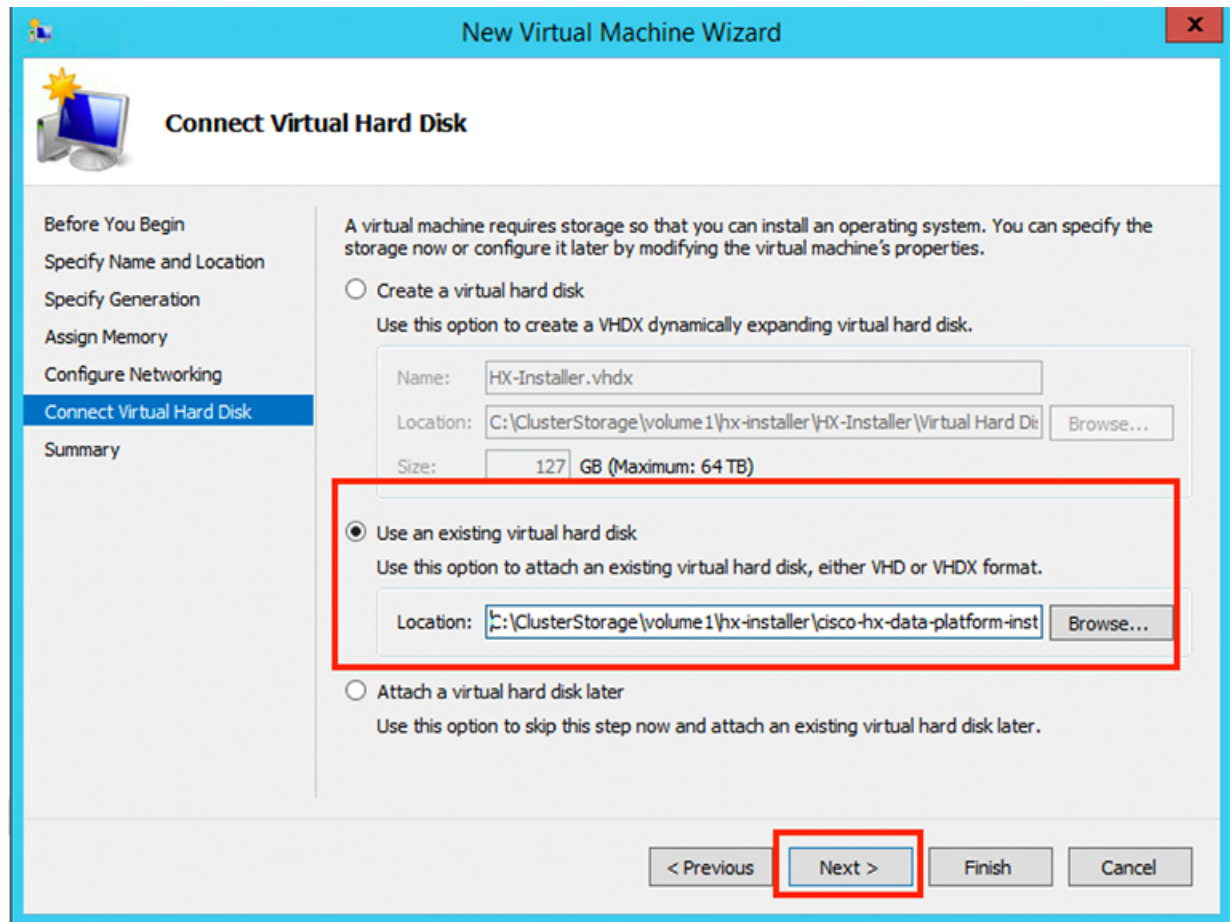 New Virtual Machine Wizard
x
Connect Virtual Hard Disk
Before You Begin
Specify Name and Location
Specify Generation
Assign Memory
Configure Networking
Connect Virtual Hard Disk
Summary
A virtual machine requires storage so that you can install an operating system. You can specify the
storage now or configure it later by modifying the virtual machine's properties.
Create a virtual hard disk
Use this option to create a VHDX dynamically expanding virtual hard disk.
Name: HX-Installer.vhdx
Location: C:\ClusterStorage\volume1\hx-installer\HX-Installer\Virtual Hard Di Browse...
Size: 127 GB (Maximum: 64 TB)
Use an existing virtual hard disk
Use this option to attach an existing virtual hard disk, either VHD or VHDX format.
Location: C:\ClusterStorage\volume1\hx-installer\cisco-hx-data-platform-inst Browse...
Attach a virtual hard disk later
Use this option to skip this step now and attach an existing virtual hard disk later.
< Previous Next > Finish Cancel